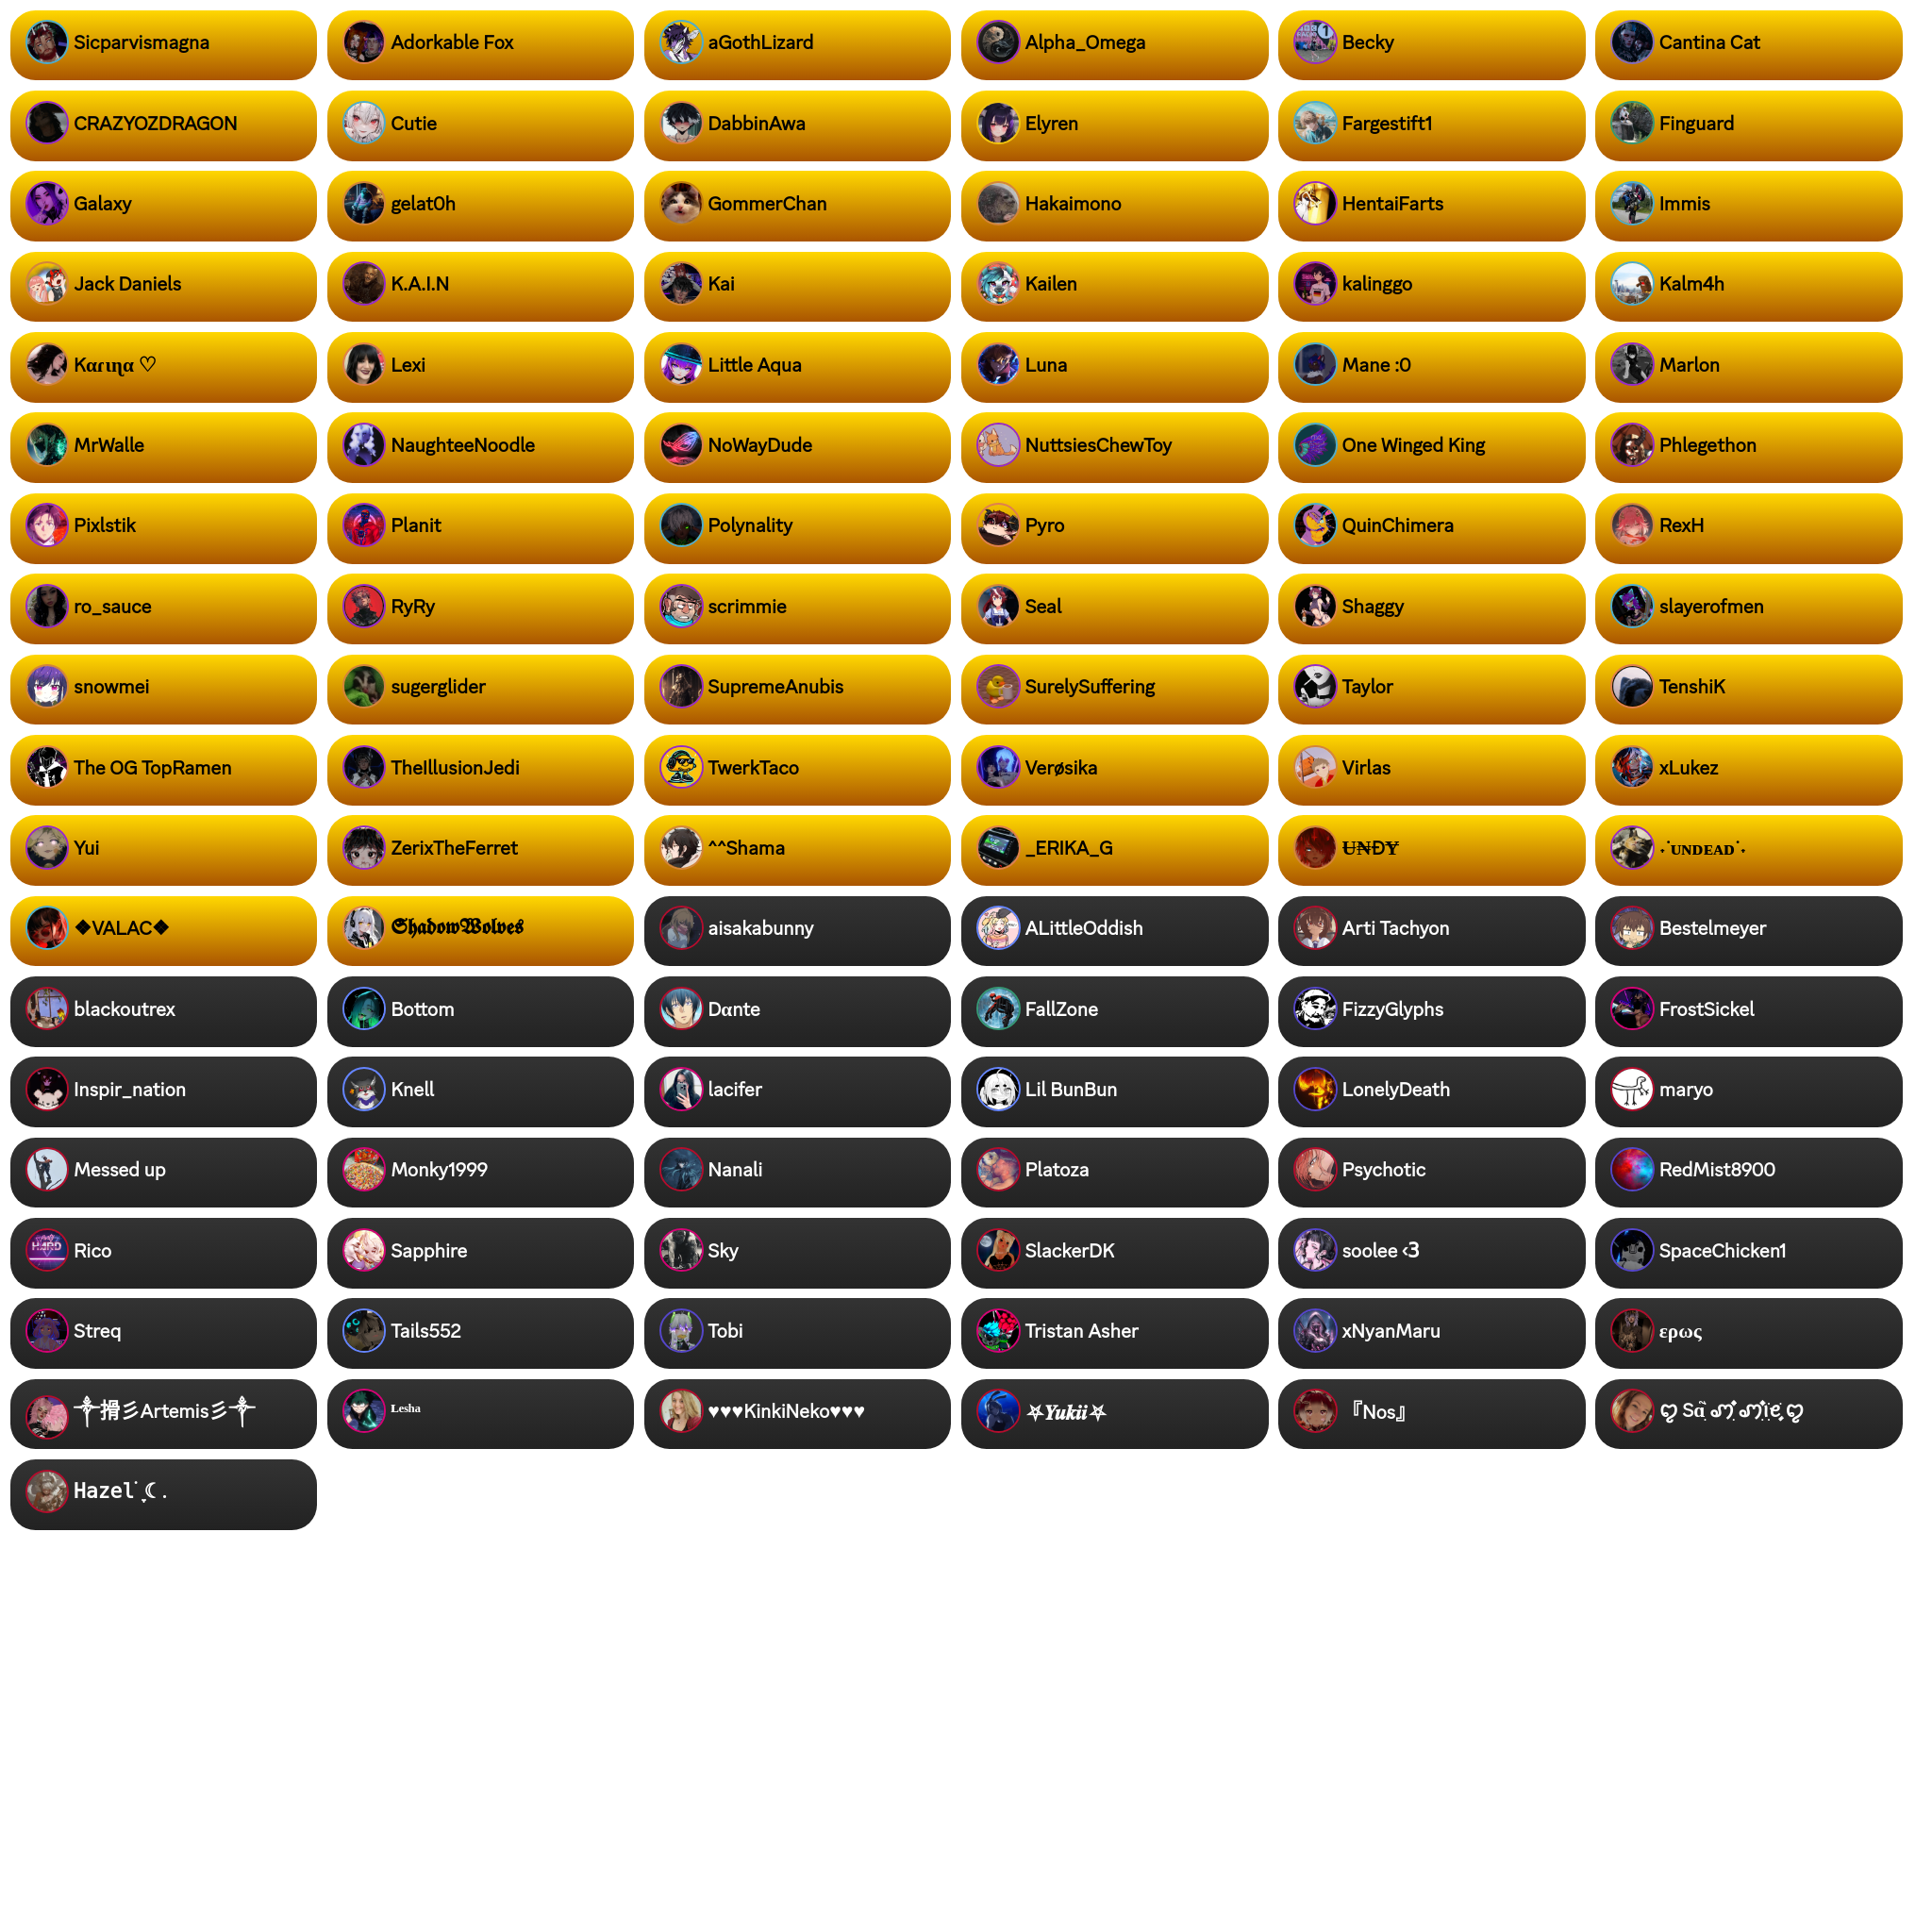 Sicparvismagna
Adorkable Fox
aGothLizard
Alpha_Omega
Becky
Cantina Cat
CRAZYOZDRAGON
Cutie
DabbinAwa
Elyren
Fargestift1
Finguard
Galaxy
gelat0h
GommerChan
Hakaimono
HentaiFarts
Immis
Jack Daniels
K.A.I.N
Kai
Kailen
kalinggo
Kalm4h
Kαɾιɳα ♡
Lexi
Little Aqua
Luna
Mane :0
Marlon
MrWalle
NaughteeNoodle
NoWayDude
NuttsiesChewToy
One Winged King
Phlegethon
Pixlstik
Planit
Polynality
Pyro
QuinChimera
RexH
ro_sauce
RyRy
scrimmie
Seal
Shaggy
slayerofmen
snowmei
sugerglider
SupremeAnubis
SurelySuffering
Taylor
TenshiK
The OG TopRamen
TheIllusionJedi
TwerkTaco
Verøsika
Virlas
xLukez
Yui
ZerixTheFerret
^^Shama
_ERIKA_G
Ʉ₦ĐɎ
˖˙ᴜɴᴅᴇᴀᴅ˙˖
❖VALAC❖
𝕾𝖍𝖆𝖉𝖔𝖜𝖂𝖔𝖑𝖛𝖊𝖘
aisakabunny
ALittleOddish
Arti Tachyon
Bestelmeyer
blackoutrex
Bottom
Dαnte
FallZone
FizzyGlyphs
FrostSickel
Inspir_nation
Knell
lacifer
Lil BunBun
LonelyDeath
maryo
Messed up
Monky1999
Nanali
Platoza
Psychotic
RedMist8900
Rico
Sapphire
Sky
SlackerDK
soolee <3
SpaceChicken1
Streq
Tails552
Tobi
Tristan Asher
xNyanMaru
ερως
༒搰彡Artemis彡༒
ᴸᵉˢʰᵃ
♥♥♥KinkiNeko♥♥♥
⛧𝒀𝒖𝒌𝒊𝒊⛧
『Nos』
𝙷𝚊𝚣𝚎𝚕˙̩͙☾.